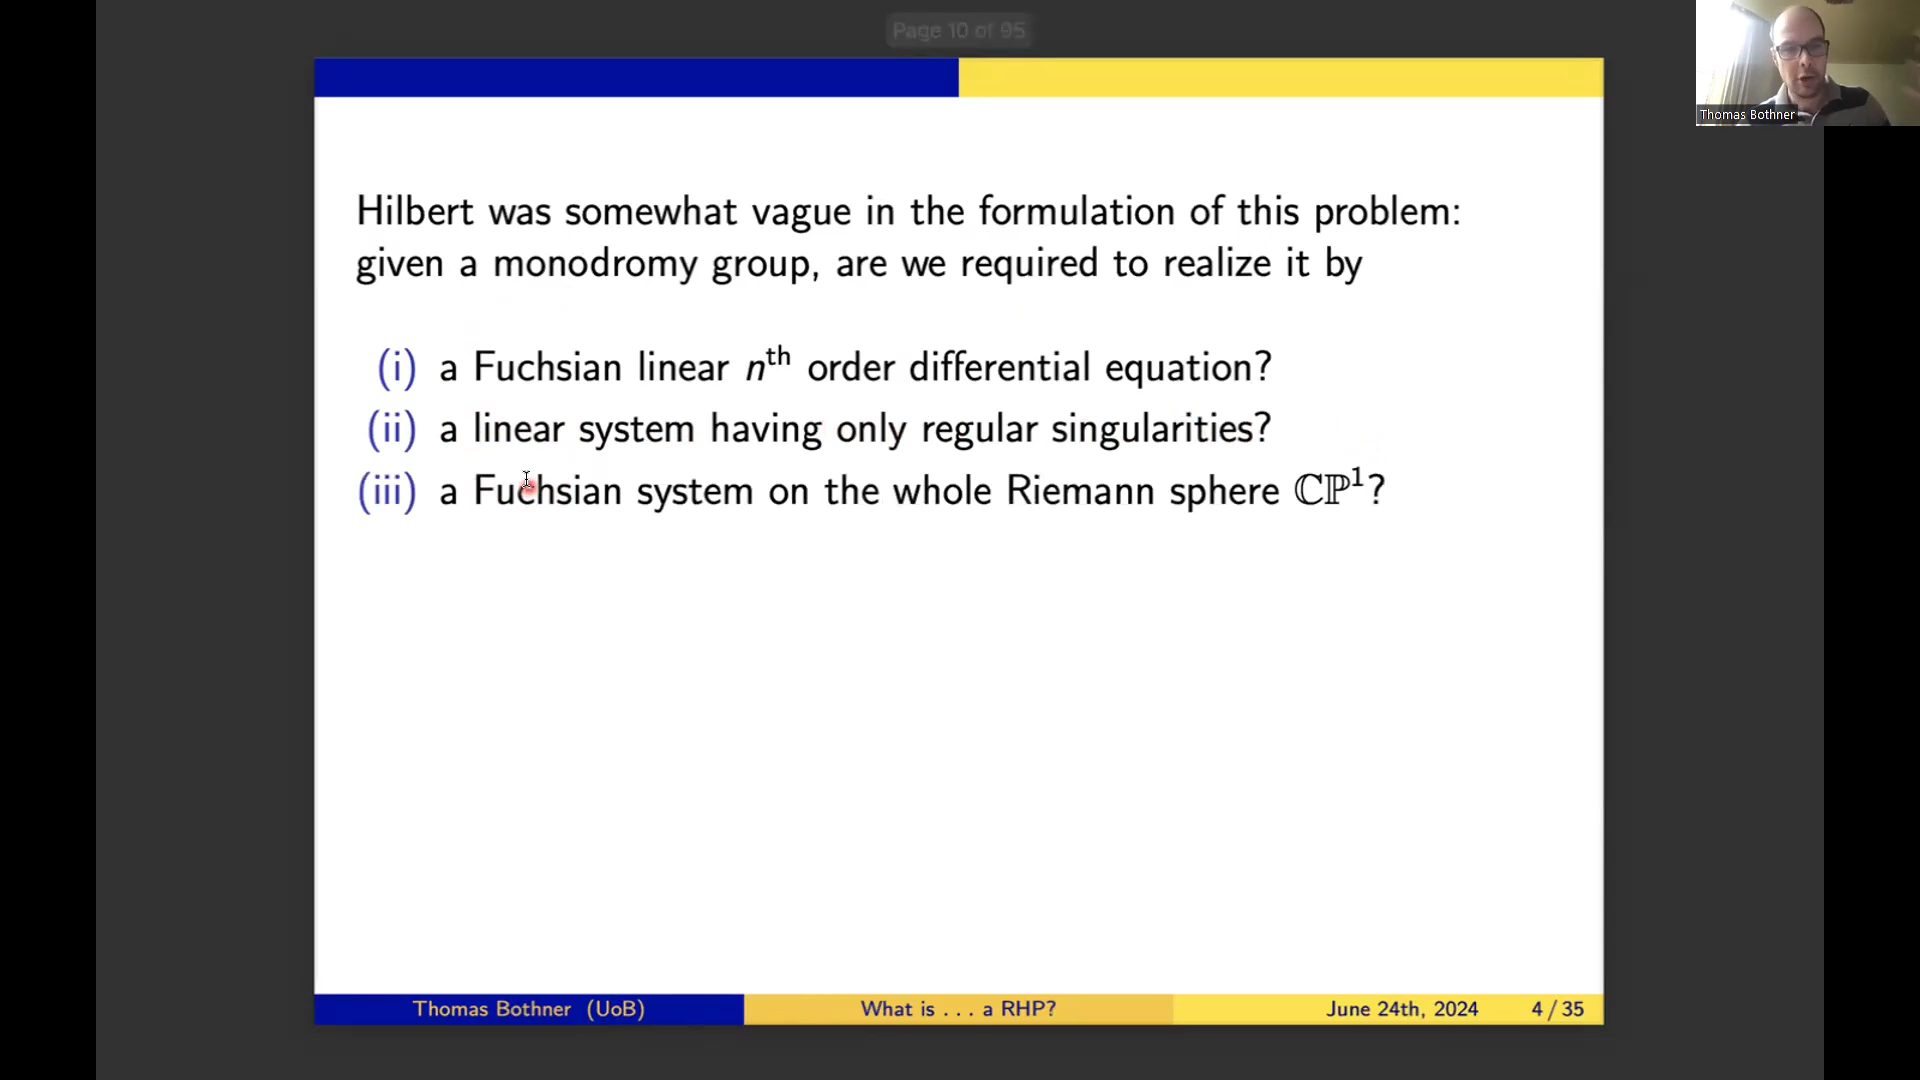 Page 10 of 95
Thomas Bothner
Hilbert was somewhat vague in the formulation of this problem:
given a monodromy group, are we required to realize it by
(i) a Fuchsian linear nᵗʰ order differential equation?
(ii) a linear system having only regular singularities?
(iii) a Fuchsian system on the whole Riemann sphere ℂℙ¹?
Thomas Bothner (UoB) What is . . . a RHP? June 24th, 2024 4 / 35